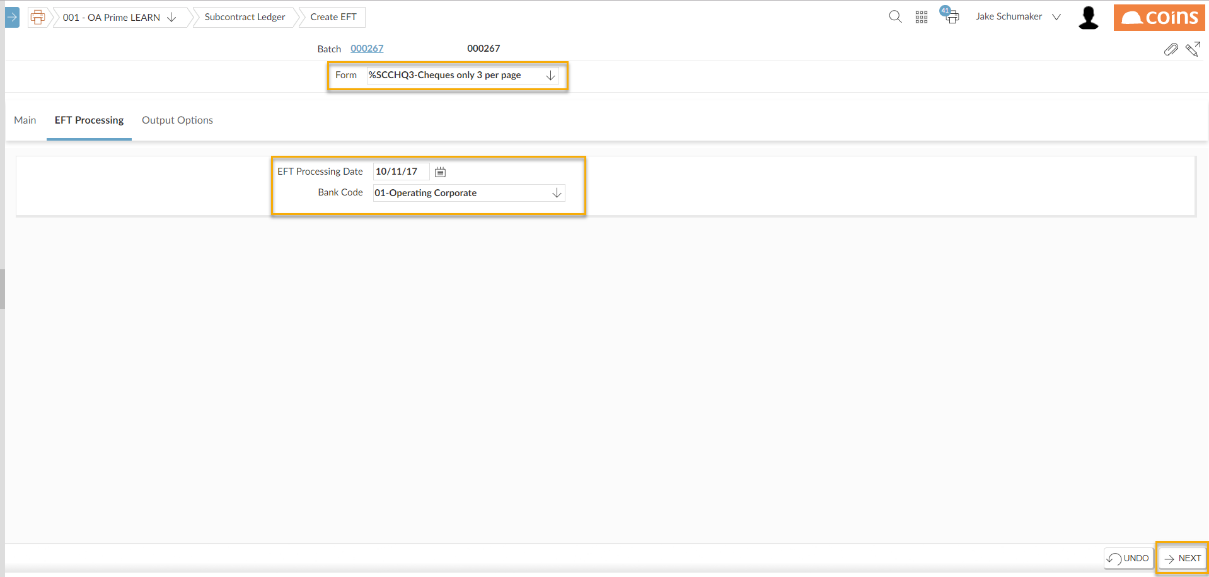 001 - OA Prime LEARN Subcontract Ledger Create EFT 41 Jake Schumaker coins
Batch 000267 000267
Form %SCCHQ3-Cheques only 3 per page
Main EFT Processing Output Options
EFT Processing Date 10/11/17
Bank Code 01-Operating Corporate
UNDO NEXT